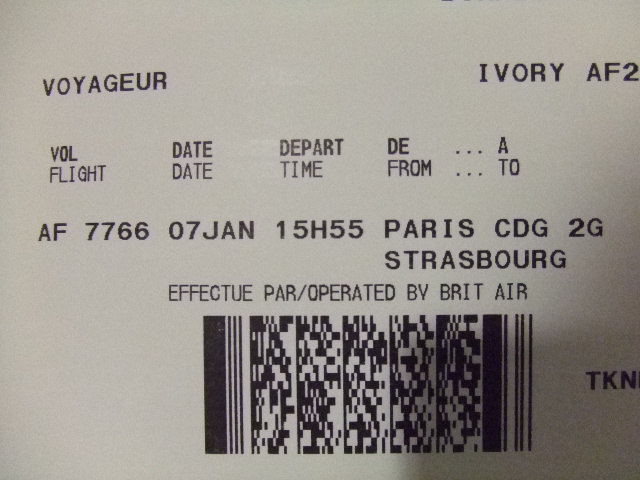 VOYAGEUR IVORY AF2
VOL DATE DEPART DE ... A
FLIGHT DATE TIME FROM ... TO
AF 7766 07JAN 15H55 PARIS CDG 2G
STRASBOURG
EFFECTUE PAR/OPERATED BY BRIT AIR